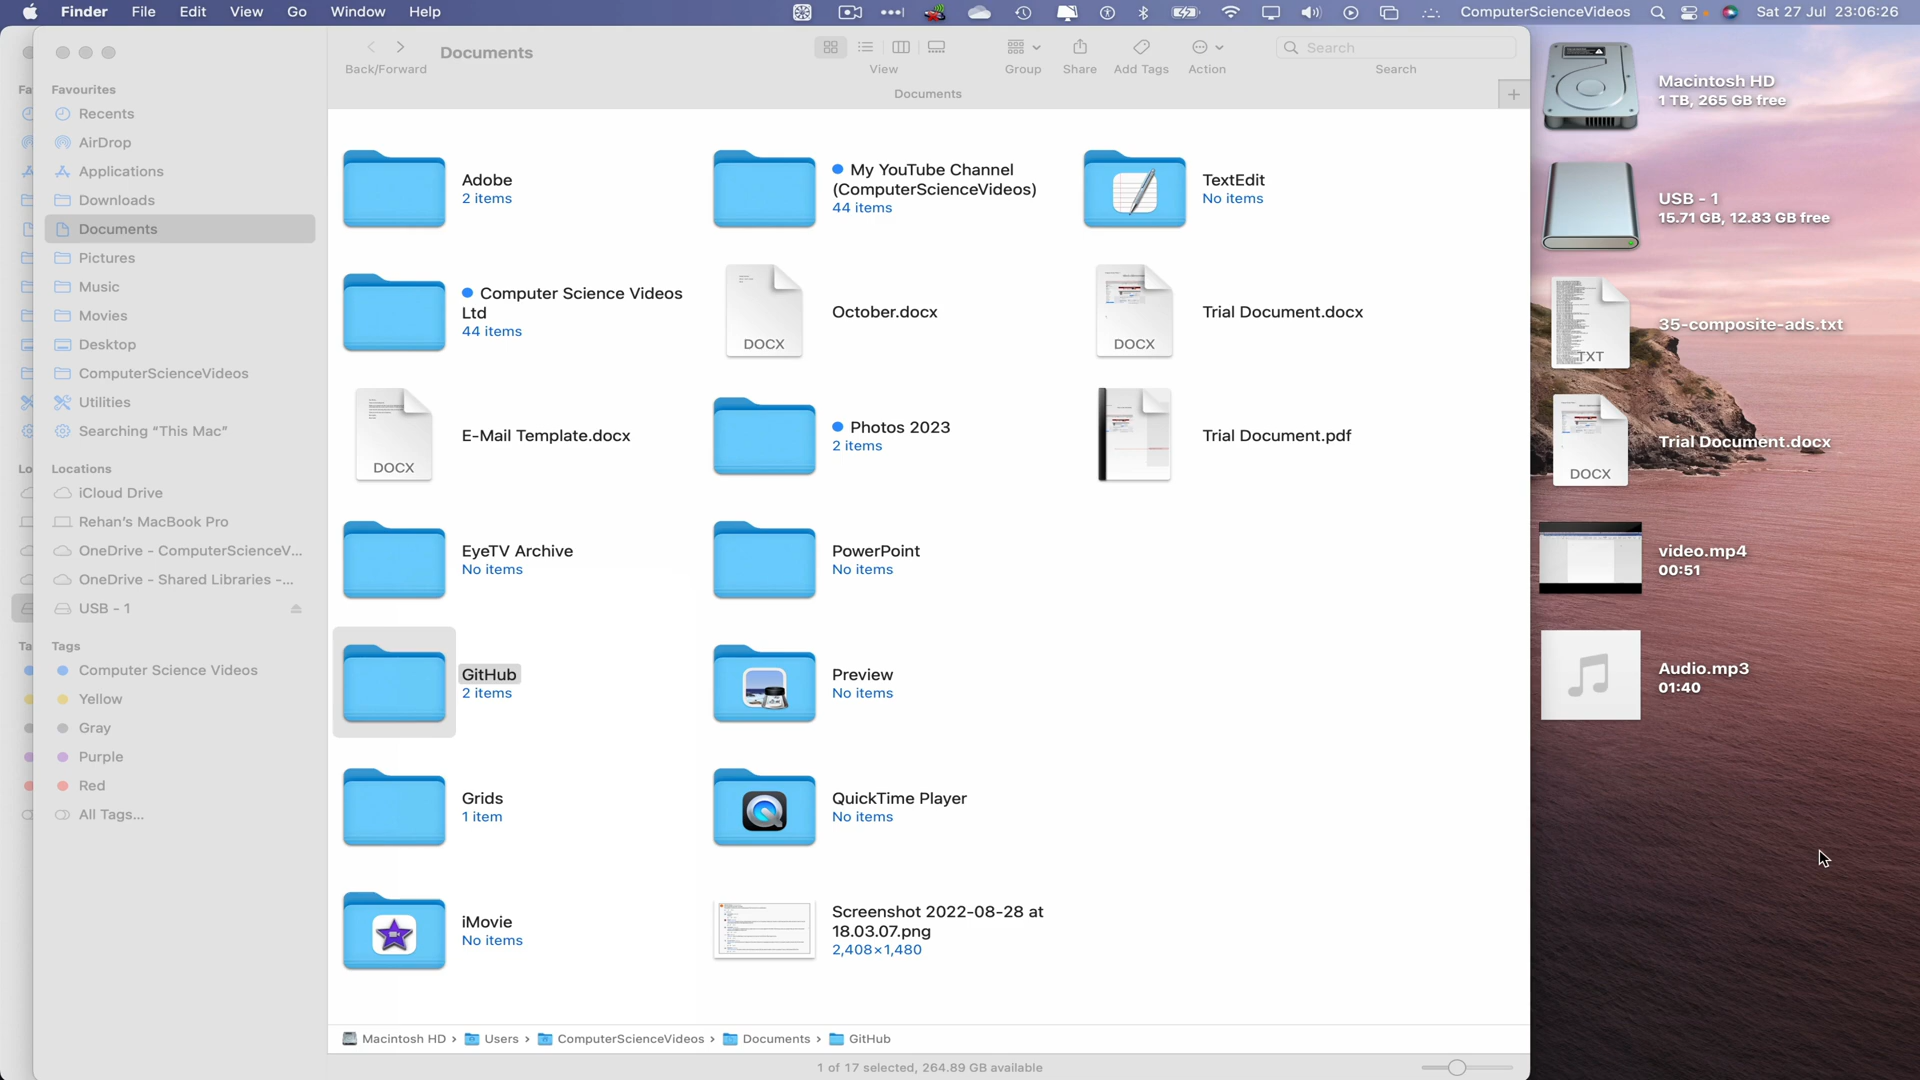 Finder File Edit View Go Window Help
ComputerScienceVideos Sat 27 Jul 23:06:26
Documents
Search
Back/Forward View Group Share Add Tags Action Search
Documents
Fa
Favourites
Recents
AirDrop
Applications
Downloads
Documents
Pictures
Music
Movies
Desktop
ComputerScienceVideos
Utilities
Searching “This Mac”
Lo
Locations
iCloud Drive
Rehan’s MacBook Pro
OneDrive - ComputerScienceV...
OneDrive - Shared Libraries -...
USB - 1
Ta
Tags
Computer Science Videos
Yellow
Gray
Purple
Red
All Tags...
Adobe
2 items
Computer Science Videos
Ltd
44 items
DOCX
E-Mail Template.docx
EyeTV Archive
No items
GitHub
2 items
Grids
1 item
iMovie
No items
My YouTube Channel
(ComputerScienceVideos)
44 items
DOCX
October.docx
Photos 2023
2 items
PowerPoint
No items
Preview
No items
QuickTime Player
No items
Screenshot 2022-08-28 at
18.03.07.png
2,408×1,480
TextEdit
No items
DOCX
Trial Document.docx
Trial Document.pdf
Macintosh HD › Users › ComputerScienceVideos › Documents › GitHub
1 of 17 selected, 264.89 GB available
Macintosh HD
1 TB, 265 GB free
USB - 1
15.71 GB, 12.83 GB free
TXT
35-composite-ads.txt
DOCX
Trial Document.docx
video.mp4
00:51
Audio.mp3
01:40